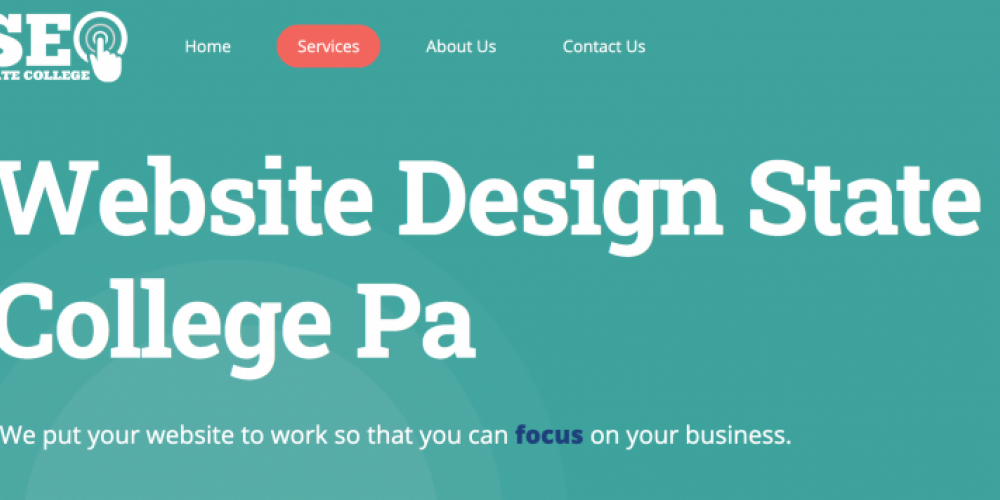 SEO
ATE COLLEGE
Home Services About Us Contact Us
Website Design State
College Pa
We put your website to work so that you can focus on your business.